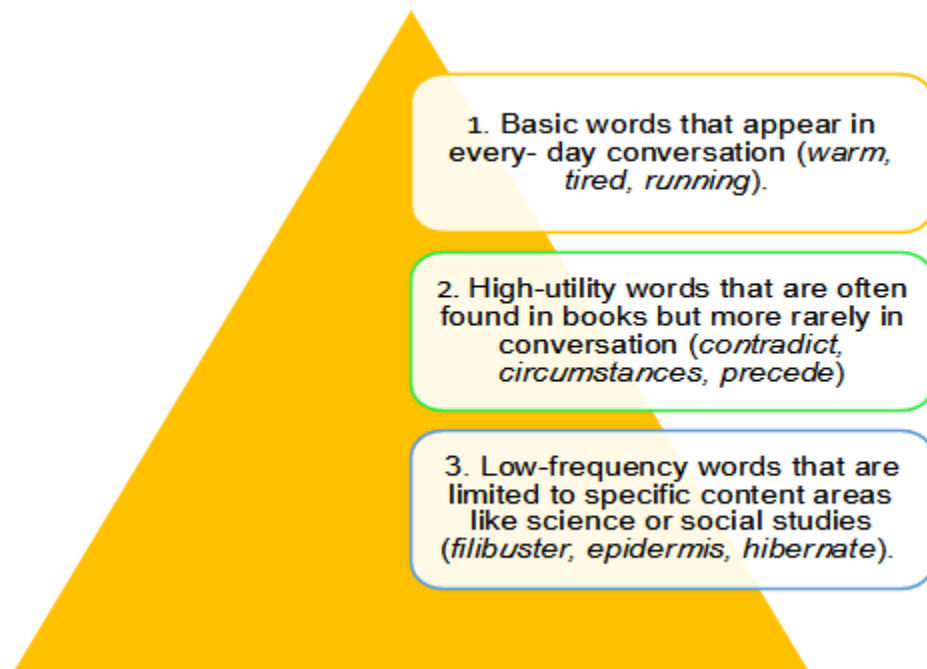 1. Basic words that appear in
every- day conversation (warm,
tired, running).
2. High-utility words that are often
found in books but more rarely in
conversation (contradict,
circumstances, precede)
3. Low-frequency words that are
limited to specific content areas
like science or social studies
(filibuster, epidermis, hibernate).